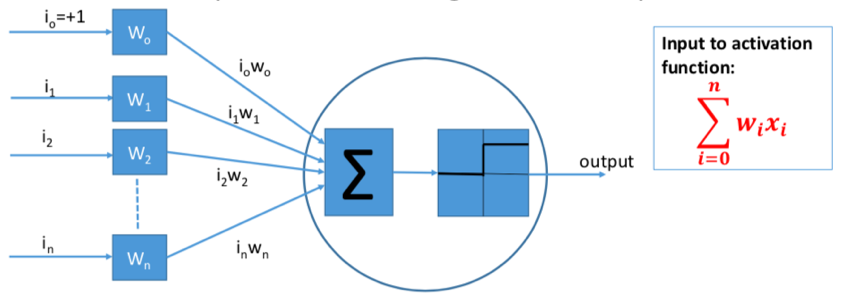 i₀=+1
W₀
i₀w₀
i₁
W₁
i₁w₁
i₂
W₂
i₂w₂
iₙ
Wₙ
iₙwₙ
Σ
output
Input to activation
function:
n
∑ wᵢxᵢ
i=0